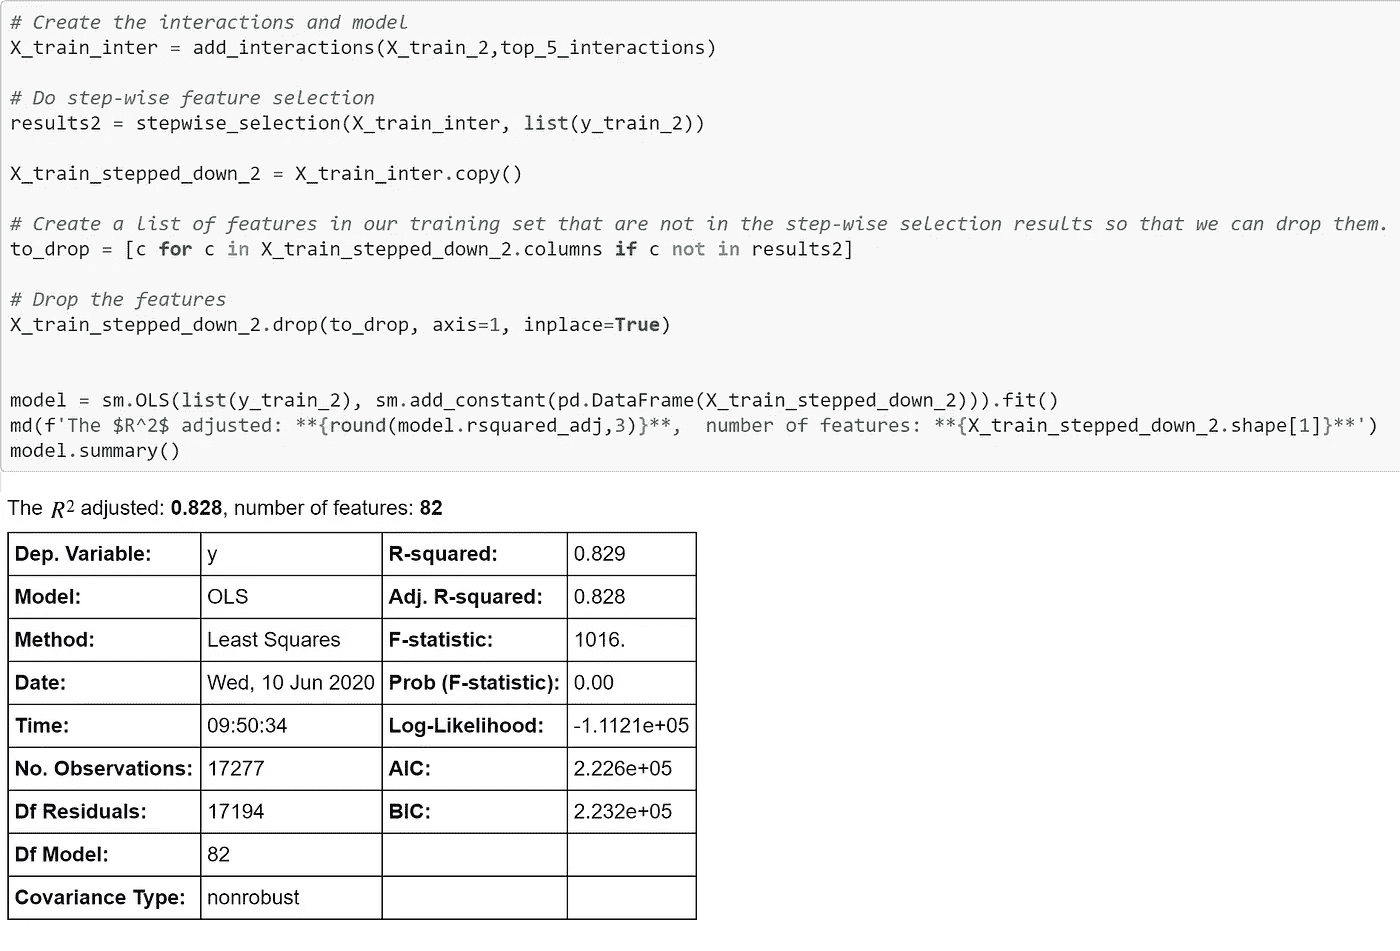 # Create the interactions and model
X_train_inter = add_interactions(X_train_2,top_5_interactions)
# Do step-wise feature selection
results2 = stepwise_selection(X_train_inter, list(y_train_2))
X_train_stepped_down_2 = X_train_inter.copy()
# Create a list of features in our training set that are not in the step-wise selection results so that we can drop them.
to_drop = [c for c in X_train_stepped_down_2.columns if c not in results2]
# Drop the features
X_train_stepped_down_2.drop(to_drop, axis=1, inplace=True)
model = sm.OLS(list(y_train_2), sm.add_constant(pd.DataFrame(X_train_stepped_down_2))).fit()
md(f'The $R^2$ adjusted: **{round(model.rsquared_adj,3)}**,  number of features: **{X_train_stepped_down_2.shape[1]}**')
model.summary()
The R2 adjusted: 0.828, number of features: 82
Dep. Variable: y R-squared: 0.829
Model: OLS Adj. R-squared: 0.828
Method: Least Squares F-statistic: 1016.
Date: Wed, 10 Jun 2020 Prob (F-statistic): 0.00
Time: 09:50:34 Log-Likelihood: -1.1121e+05
No. Observations: 17277 AIC: 2.226e+05
Df Residuals: 17194 BIC: 2.232e+05
Df Model: 82
Covariance Type: nonrobust